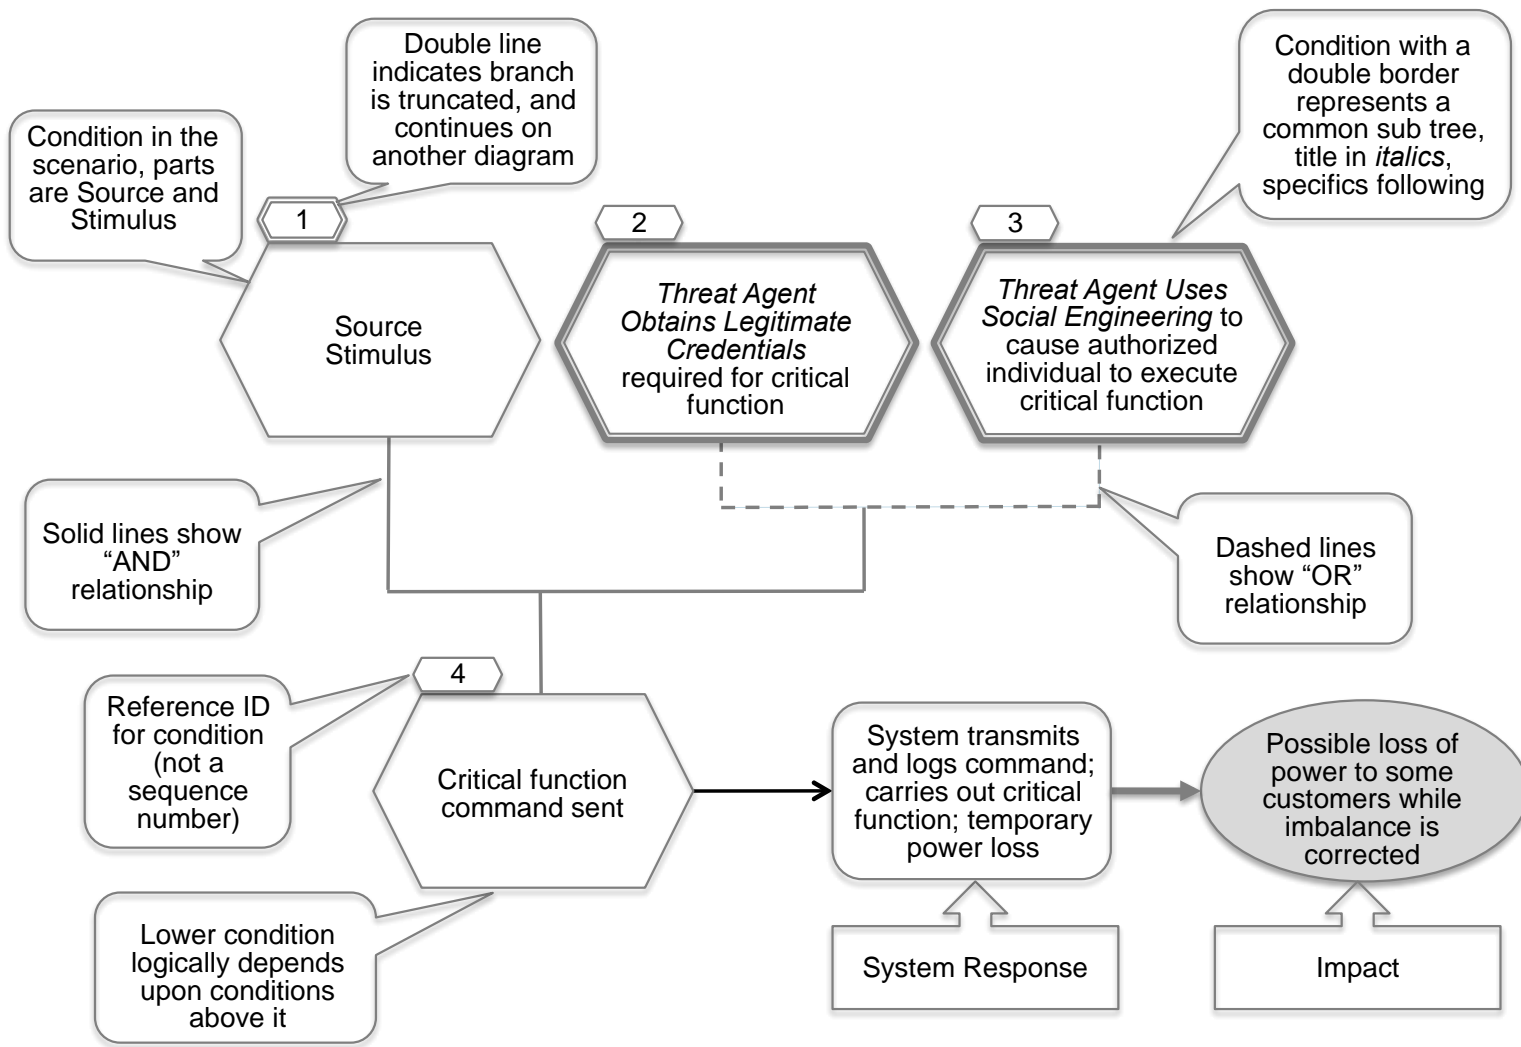 Double line
indicates branch
is truncated, and
continues on
another diagram
Condition with a
double border
represents a
common sub tree,
title in italics,
specifics following
Condition in the
scenario, parts
are Source and
Stimulus
1
2
3
Source
Stimulus
Threat Agent
Obtains Legitimate
Credentials
required for critical
function
Threat Agent Uses
Social Engineering to
cause authorized
individual to execute
critical function
Solid lines show
“AND”
relationship
Dashed lines
show “OR”
relationship
4
Reference ID
for condition
(not a
sequence
number)
Critical function
command sent
System transmits
and logs command;
carries out critical
function; temporary
power loss
Possible loss of
power to some
customers while
imbalance is
corrected
Lower condition
logically depends
upon conditions
above it
System Response
Impact